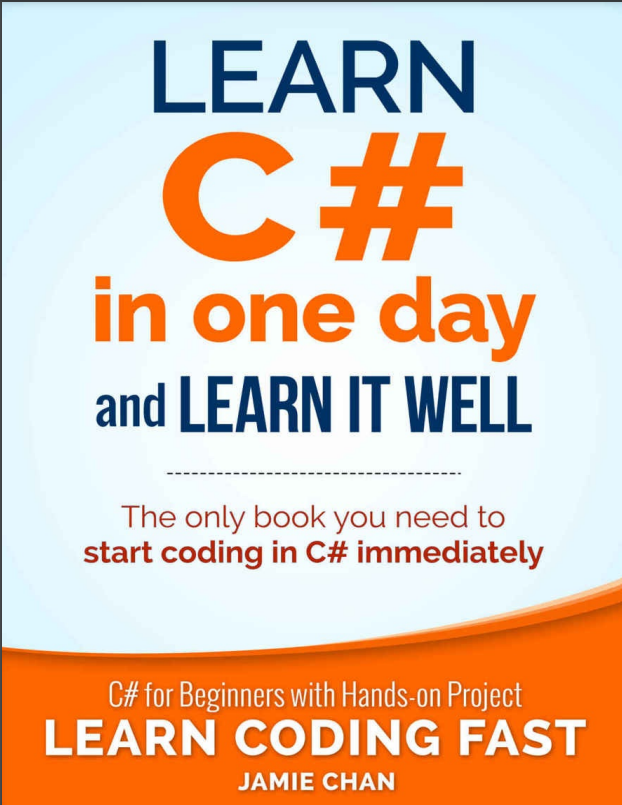 LEARN
C#
in one day
and LEARN IT WELL
The only book you need to
start coding in C# immediately
C# for Beginners with Hands-on Project
LEARN CODING FAST
JAMIE CHAN